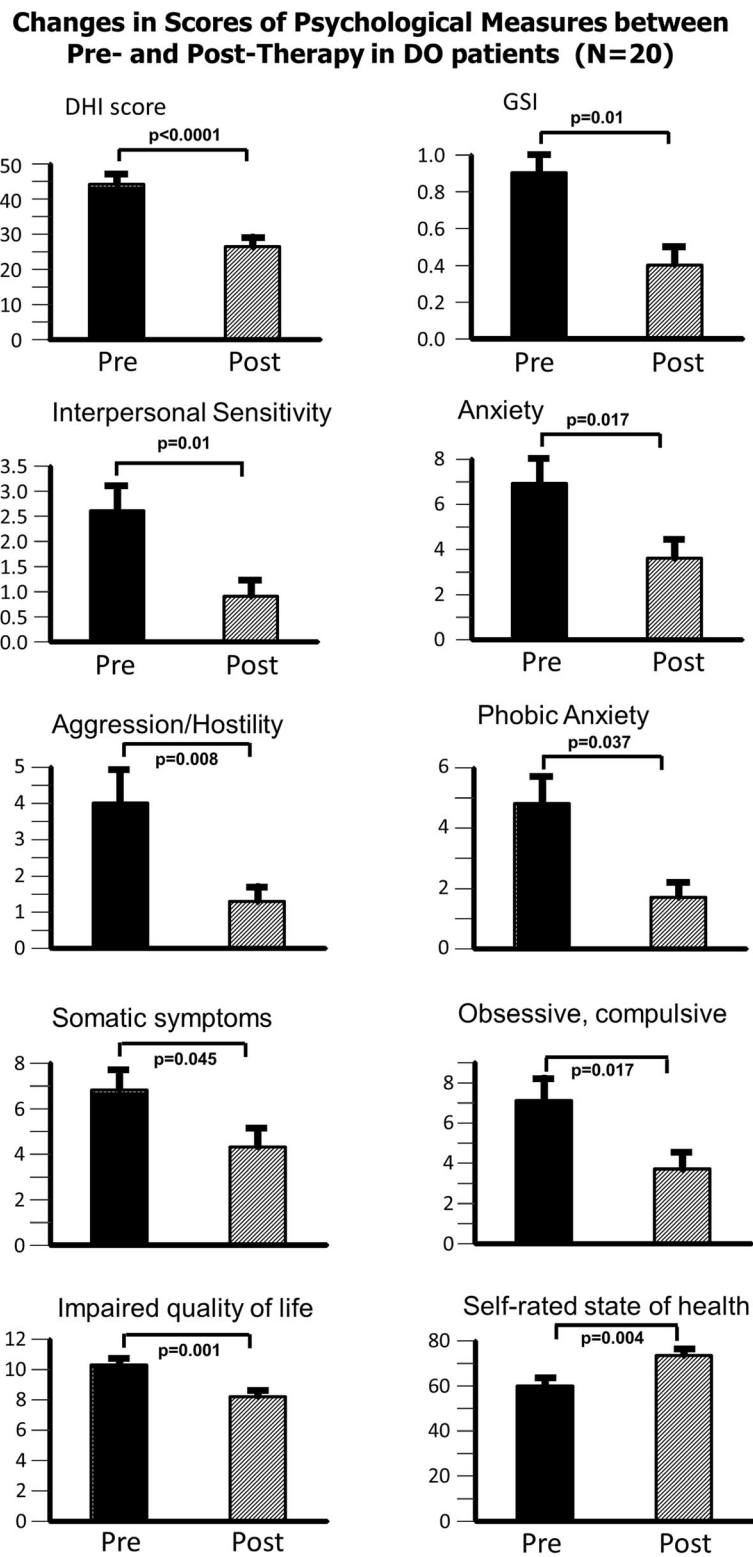 Changes in Scores of Psychological Measures between
Pre- and Post-Therapy in DO patients (N=20)
DHI score
p<0.0001
50
40
30
20
10
0
Pre
Post
GSI
p=0.01
1.0
0.8
0.6
0.4
0.2
0.0
Pre
Post
Interpersonal Sensitivity
p=0.01
3.5
3.0
2.5
2.0
1.5
1.0
0.5
0.0
Pre
Post
Anxiety
p=0.017
8
6
4
2
0
Pre
Post
Aggression/Hostility
p=0.008
5
4
3
2
1
0
Phobic Anxiety
p=0.037
6
4
2
0
Somatic symptoms
p=0.045
8
6
4
2
0
Obsessive, compulsive
p=0.017
8
6
4
2
0
Impaired quality of life
p=0.001
12
10
8
6
4
2
0
Pre
Post
Self-rated state of health
p=0.004
80
60
40
20
0
Pre
Post